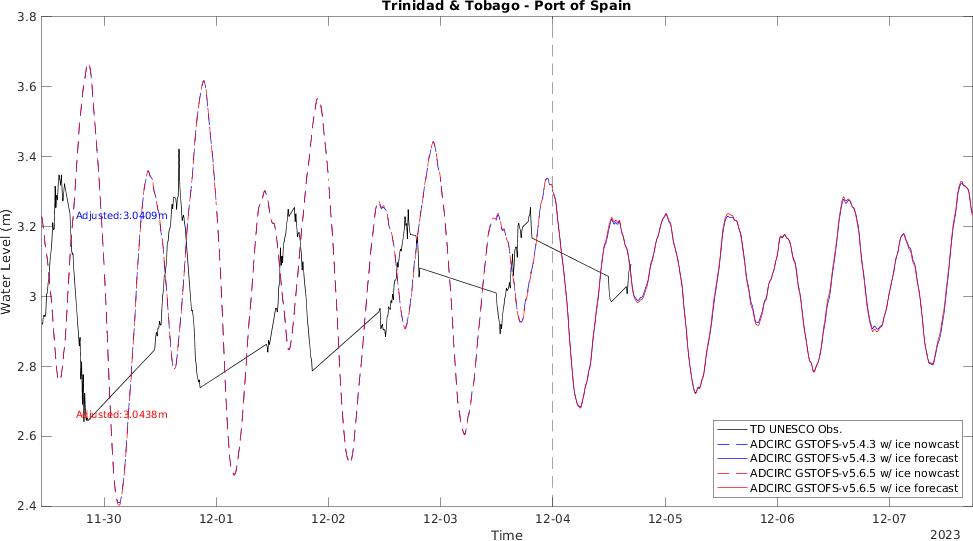 Trinidad & Tobago - Port of Spain
3.8
3.6
3.4
3.2
3
2.8
2.6
2.4
Water Level (m)
Adjusted:3.0409m
Adjusted:3.0438m
TD UNESCO Obs.
ADCIRC GSTOFS-v5.4.3 w/ ice nowcast
ADCIRC GSTOFS-v5.4.3 w/ ice forecast
ADCIRC GSTOFS-v5.6.5 w/ ice nowcast
ADCIRC GSTOFS-v5.6.5 w/ ice forecast
11-30 12-01 12-02 12-03 12-04 12-05 12-06 12-07
Time
2023